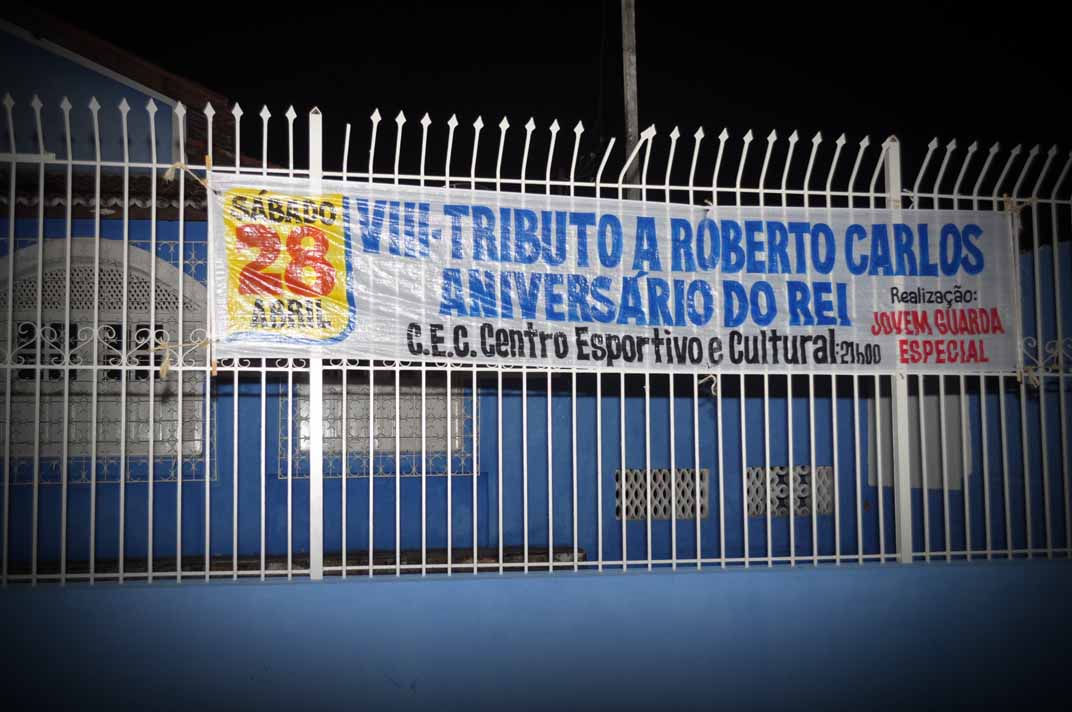 SÁBADO
28
ABRIL
VIII-TRIBUTO A ROBERTO CARLOS
ANIVERSÁRIO DO REI
C.E.C. Centro Esportivo e Cultural-21h00
Realização:
JOVEM GUARDA
ESPECIAL